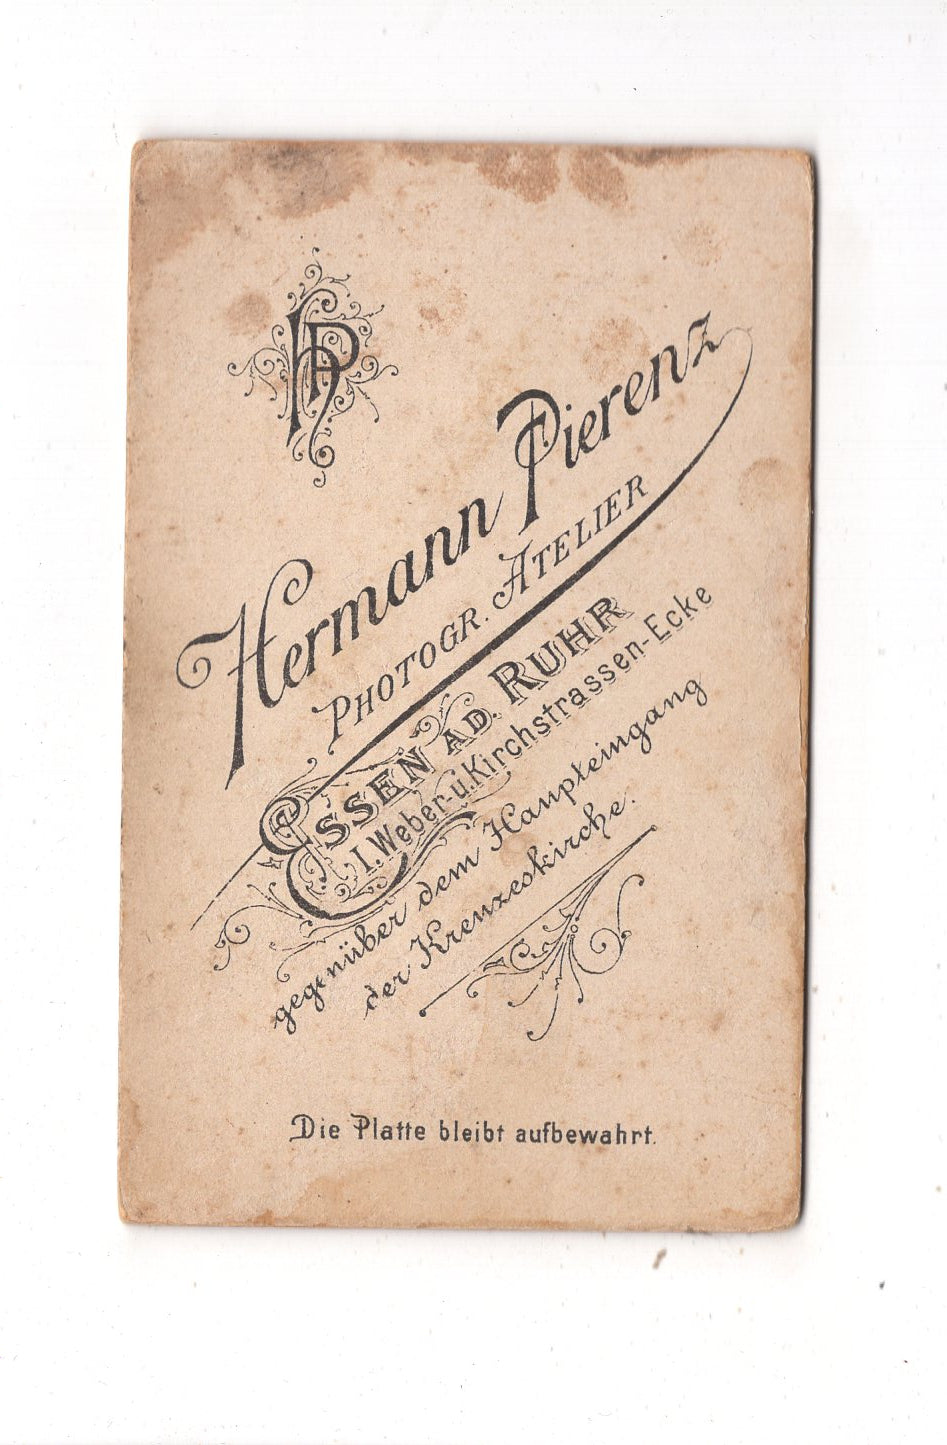 HP
Hermann Pierenz
PHOTOGR. ATELIER
ESSEN AD. RUHR
I. Weber-u. Kirchstrassen-Ecke
gegenüber dem Haupteingang
der Kreuzeskirche.
Die Platte bleibt aufbewahrt.